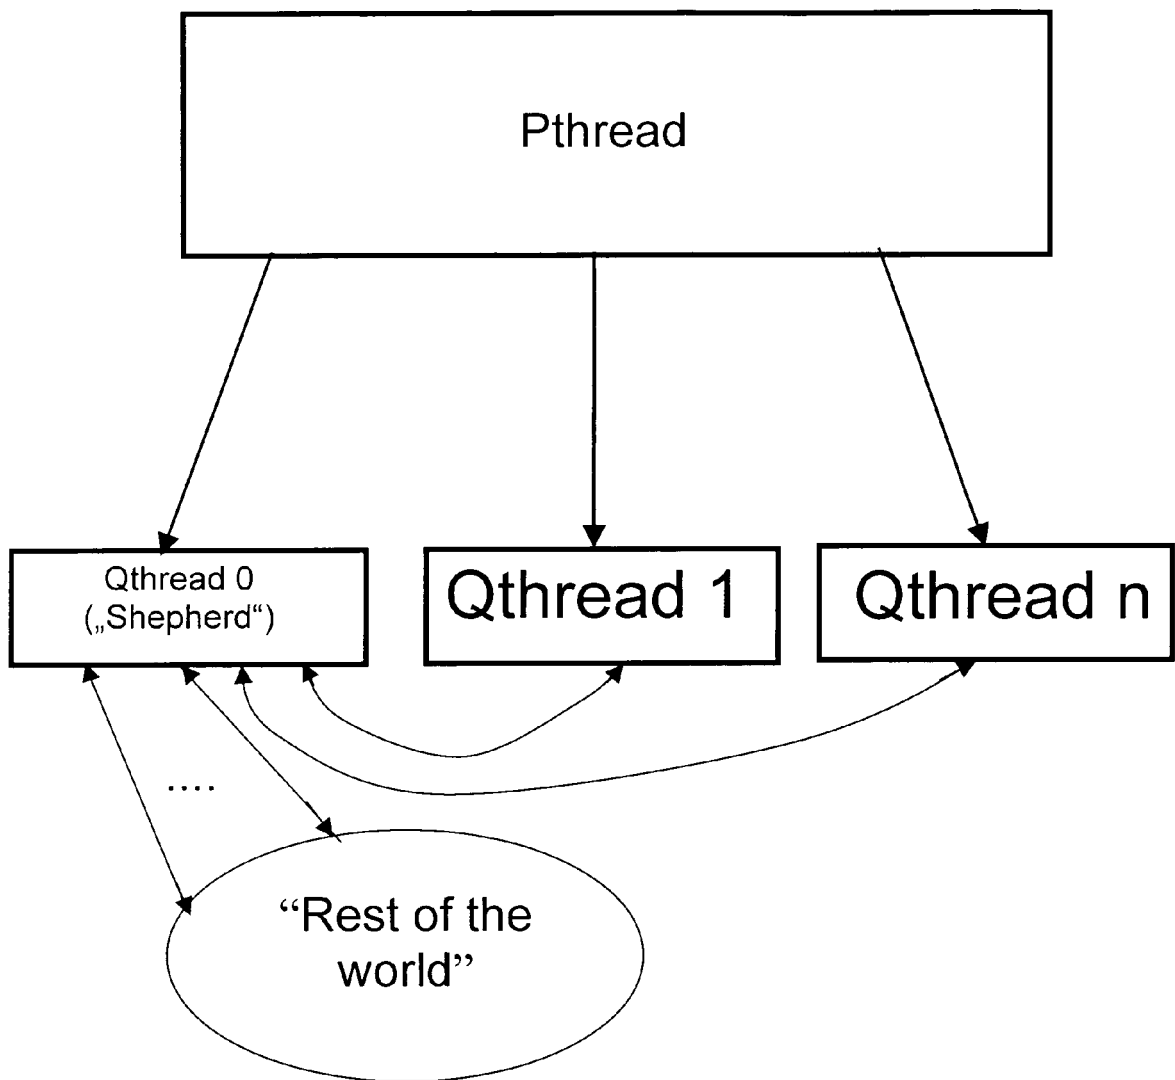 Pthread
Qthread 0
(„Shepherd“)
Qthread 1
Qthread n
....
“Rest of the
world”